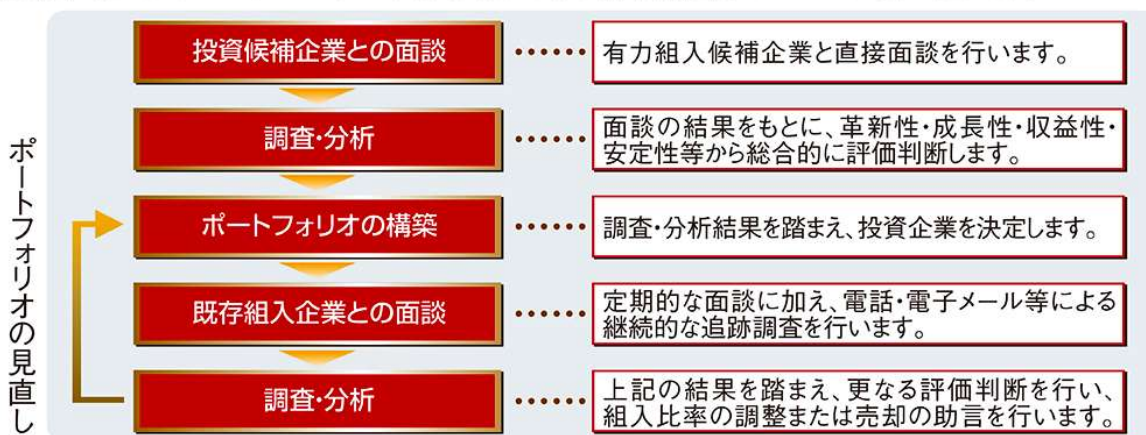 投資候補企業との面談
有力組入候補企業と直接面談を行います。
調査・分析
面談の結果をもとに、革新性・成長性・収益性・
安定性等から総合的に評価判断します。
ポートフォリオの構築
調査・分析結果を踏まえ、投資企業を決定します。
既存組入企業との面談
定期的な面談に加え、電話・電子メール等による
継続的な追跡調査を行います。
調査・分析
上記の結果を踏まえ、更なる評価判断を行い、
組入比率の調整または売却の助言を行います。
ポートフォリオの見直し